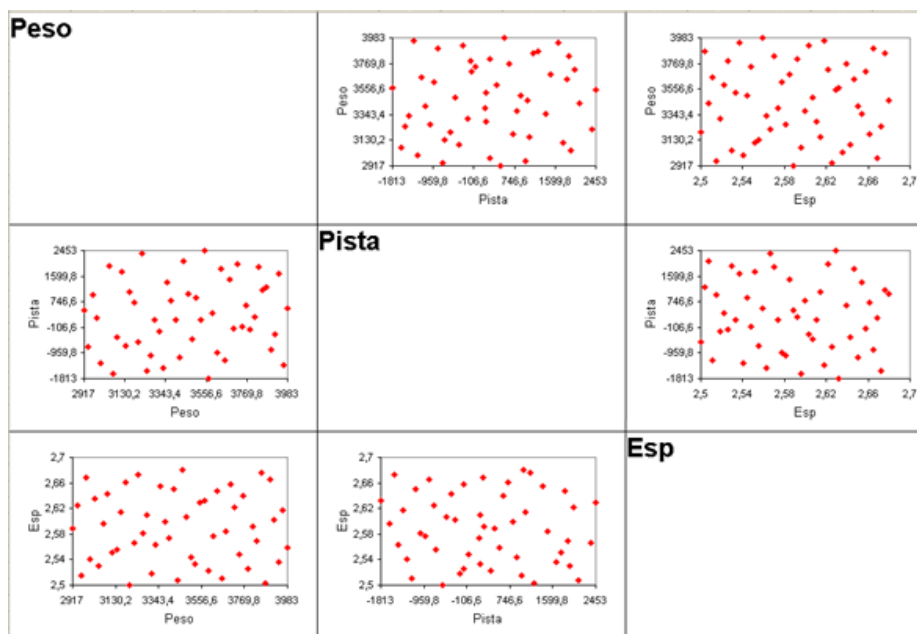 Peso
3983
3769,8
3556,6
3343,4
3130,2
2917
Peso
-1813 -959,8 -106,6 746,6 1599,8 2453
Pista
3983
3769,8
3556,6
3343,4
3130,2
2917
Peso
2,5 2,54 2,58 2,62 2,66 2,7
Esp
2453
1599,8
746,6
-106,6
-959,8
-1813
Pista
2917 3130,2 3343,4 3556,6 3769,8 3983
Peso
Pista
2453
1599,8
746,6
-106,6
-959,8
-1813
Pista
2,5 2,54 2,58 2,62 2,66 2,7
Esp
2,7
2,66
2,62
2,58
2,54
2,5
Esp
2917 3130,2 3343,4 3556,6 3769,8 3983
Peso
2,7
2,66
2,62
2,58
2,54
2,5
Esp
-1813 -959,8 -106,6 746,6 1599,8 2453
Pista
Esp